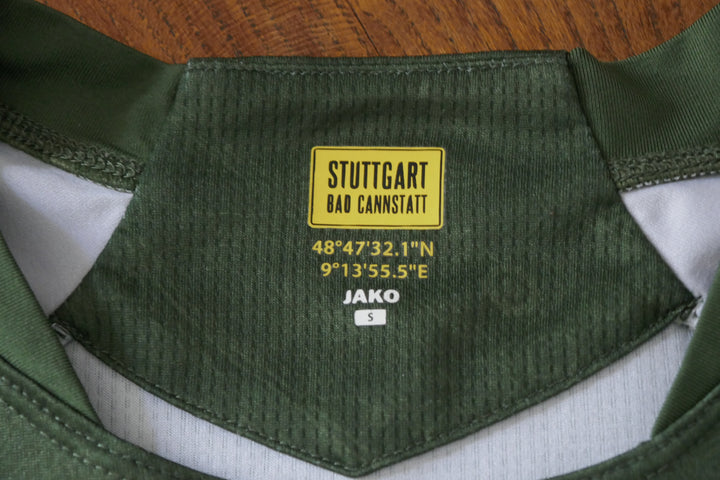 STUTTGART
BAD CANNSTATT
48°47'32.1"N
9°13'55.5"E
JAKO
S